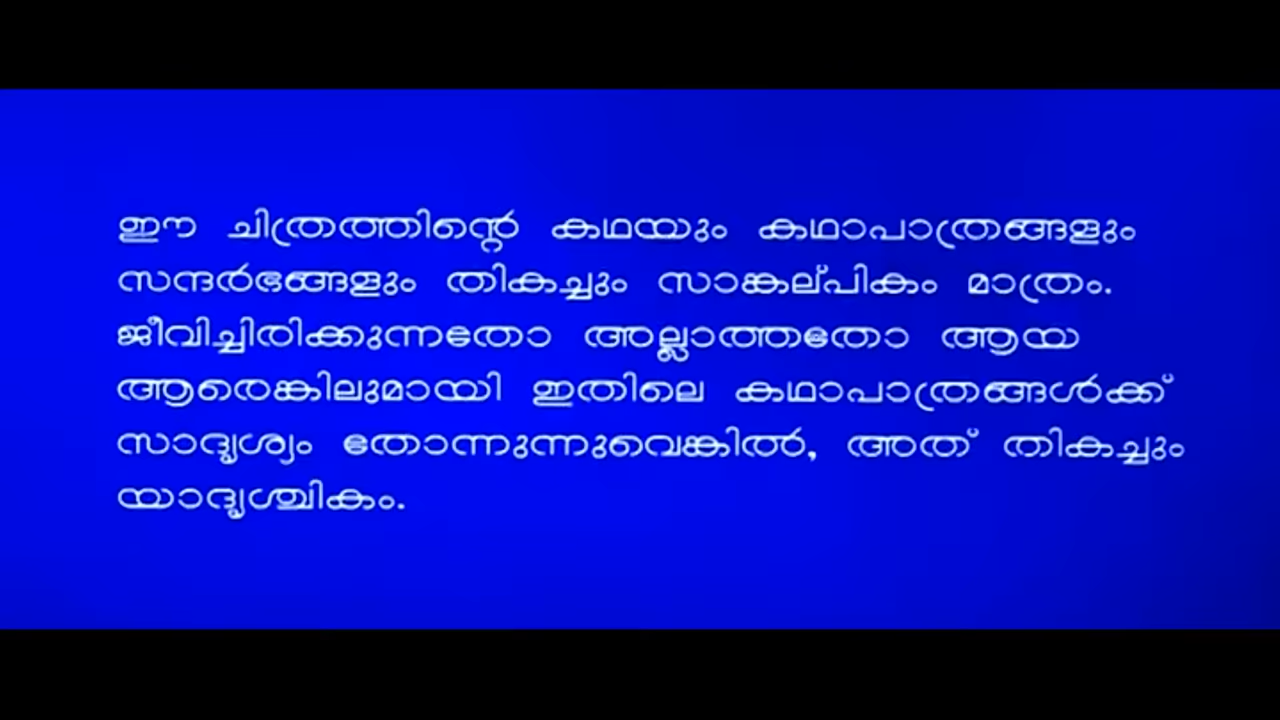 ഈ ചിത്രത്തിന്റെ കഥയും കഥാപാത്രങ്ങളും
സന്ദർഭങ്ങളും തികച്ചും സാങ്കല്പികം മാത്രം.
ജീവിച്ചിരിക്കുന്നതോ അല്ലാത്തതോ ആയ
ആരെങ്കിലുമായി ഇതിലെ കഥാപാത്രങ്ങൾക്ക്
സാദൃശ്യം തോന്നുന്നുവെങ്കിൽ, അത് തികച്ചും
യാദൃശ്ചികം.